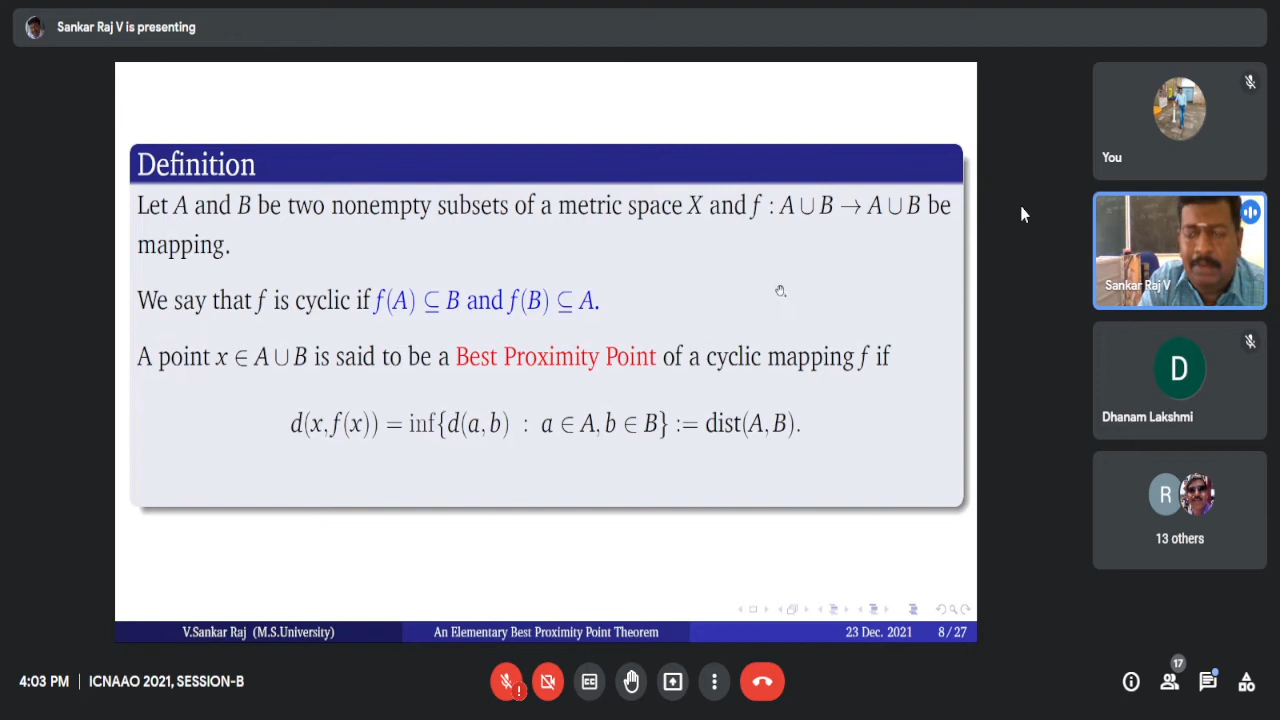 Sankar Raj V is presenting
Definition
Let A and B be two nonempty subsets of a metric space X and f : A ∪ B → A ∪ B be
mapping.
We say that f is cyclic if f(A) ⊆ B and f(B) ⊆ A.
A point x ∈ A ∪ B is said to be a Best Proximity Point of a cyclic mapping f if
d(x, f(x)) = inf{d(a, b) : a ∈ A, b ∈ B} := dist(A, B).
V.Sankar Raj (M.S.University)
An Elementary Best Proximity Point Theorem
23 Dec. 2021
8 / 27
You
Sankar Raj V
D
Dhanam Lakshmi
R
13 others
4:03 PM | ICNAAO 2021, SESSION-B
CC
17